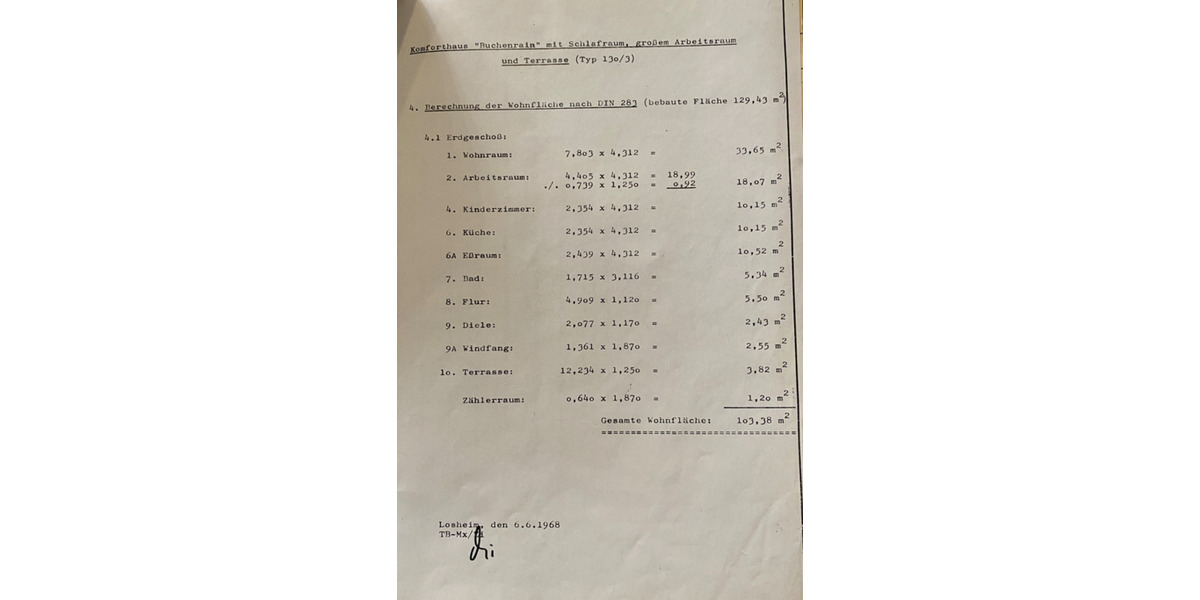 Komforthaus "Buchenrain" mit Schlafraum, großem Arbeitsraum
und Terrasse (Typ 13o/3)
4. Berechnung der Wohnfläche nach DIN 283 (bebaute Fläche 129,43 m²)
4.1 Erdgeschoß:
1. Wohnraum: 7,8o3 x 4,312 = 33,65 m²
2. Arbeitsraum: 4,4o5 x 4,312 = 18,99
./. o,739 x 1,25o = o,92 18,o7 m²
4. Kinderzimmer: 2,354 x 4,312 = 1o,15 m²
6. Küche: 2,354 x 4,312 = 1o,15 m²
6A Eßraum: 2,439 x 4,312 = 1o,52 m²
7. Bad: 1,715 x 3,116 = 5,34 m²
8. Flur: 4,9o9 x 1,12o = 5,5o m²
9. Diele: 2,o77 x 1,17o = 2,43 m²
9A Windfang: 1,361 x 1,87o = 2,55 m²
1o. Terrasse: 12,234 x 1,25o = 3,82 m²
Zählerraum: o,64o x 1,87o = 1,2o m²
Gesamte Wohnfläche: 1o3,38 m²
Losheim, den 6.6.1968
TB-Mx/